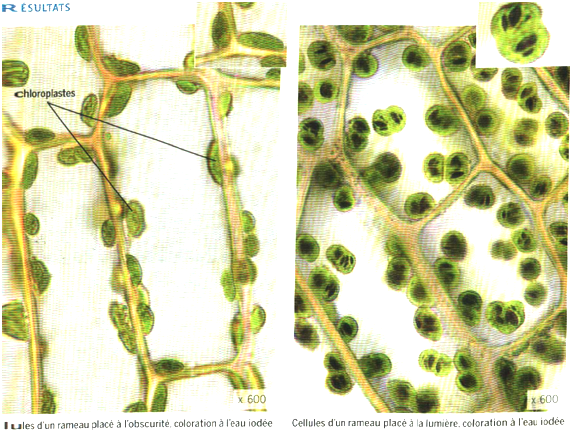 RÉSULTATS
Chloroplastes
x 600
x 600
ules d'un rameau placé à l'obscurité, coloration à l'eau iodée
Cellules d'un rameau placé à la lumière, coloration à l'eau iodée